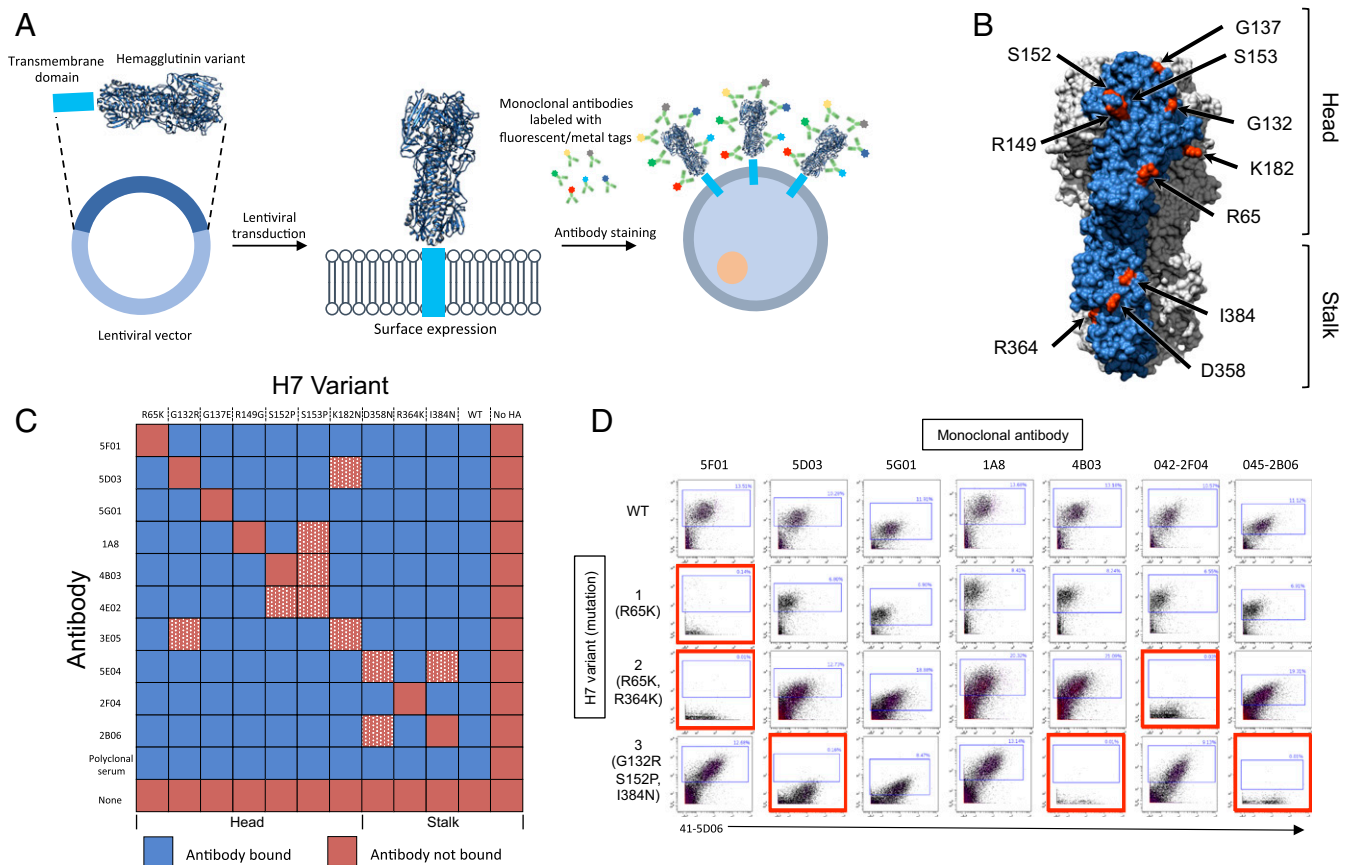 A
Transmembrane
domain
Hemagglutinin variant
Lentiviral vector
Lentiviral
transduction
Surface expression
Monoclonal antibodies
labeled with
fluorescent/metal tags
Antibody staining
B
G137
S152
S153
R149
G132
K182
R65
I384
R364
D358
Head
Stalk
C
H7 Variant
R65K G132R G137E R149G S152P S153P K182N D358N R364K I384N WT No HA
Antibody
5F01
5D03
5G01
1A8
4B03
4E02
3E05
5E04
2F04
2B06
Polyclonal
serum
None
Head
Stalk
Antibody bound
Antibody not bound
D
Monoclonal antibody
5F01 5D03 5G01 1A8 4B03 042-2F04 045-2B06
H7 variant (mutation)
WT
1
(R65K)
2
(R65K,
R364K)
3
(G132R
S152P,
I384N)
41-5D06